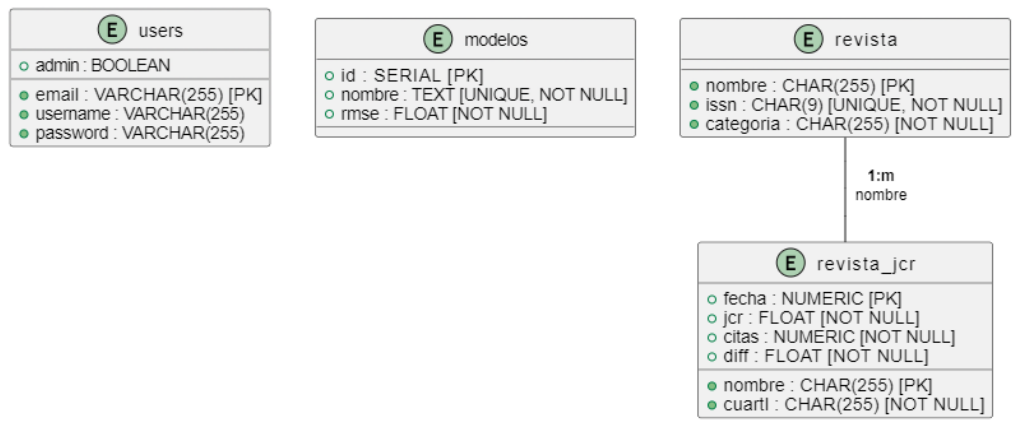 E users
admin : BOOLEAN
email : VARCHAR(255) [PK]
username : VARCHAR(255)
password : VARCHAR(255)
E modelos
id : SERIAL [PK]
nombre : TEXT [UNIQUE, NOT NULL]
rmse : FLOAT [NOT NULL]
E revista
nombre : CHAR(255) [PK]
issn : CHAR(9) [UNIQUE, NOT NULL]
categoria : CHAR(255) [NOT NULL]
1:m
nombre
E revista_jcr
fecha : NUMERIC [PK]
jcr : FLOAT [NOT NULL]
citas : NUMERIC [NOT NULL]
diff : FLOAT [NOT NULL]
nombre : CHAR(255) [PK]
cuartl : CHAR(255) [NOT NULL]